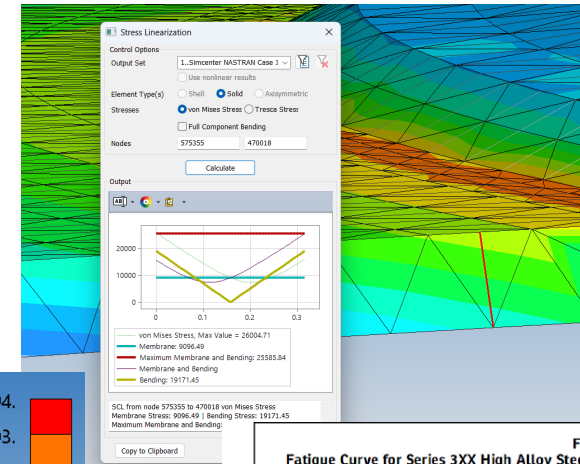 Stress Linearization
Control Options
Output Set 1..Simcenter NASTRAN Case 1
Use nonlinear results
Element Type(s) Shell Solid Axisymmetric
Stresses von Mises Stress Tresca Stress
Full Component Bending
Nodes 575355 470018
Calculate
Output
20000
10000
0
0 0.1 0.2 0.3
von Mises Stress, Max Value = 26004.71
Membrane: 9096.49
Maximum Membrane and Bending: 25585.84
Membrane and Bending
Bending: 19171.45
SCL from node 575355 to 470018 von Mises Stress
Membrane Stress: 9096.49 | Bending Stress: 19171.45
Maximum Membrane and Bending:
Copy to Clipboard
4.
3.
F
Fatigue Curve for Series 3XX High Alloy Stee